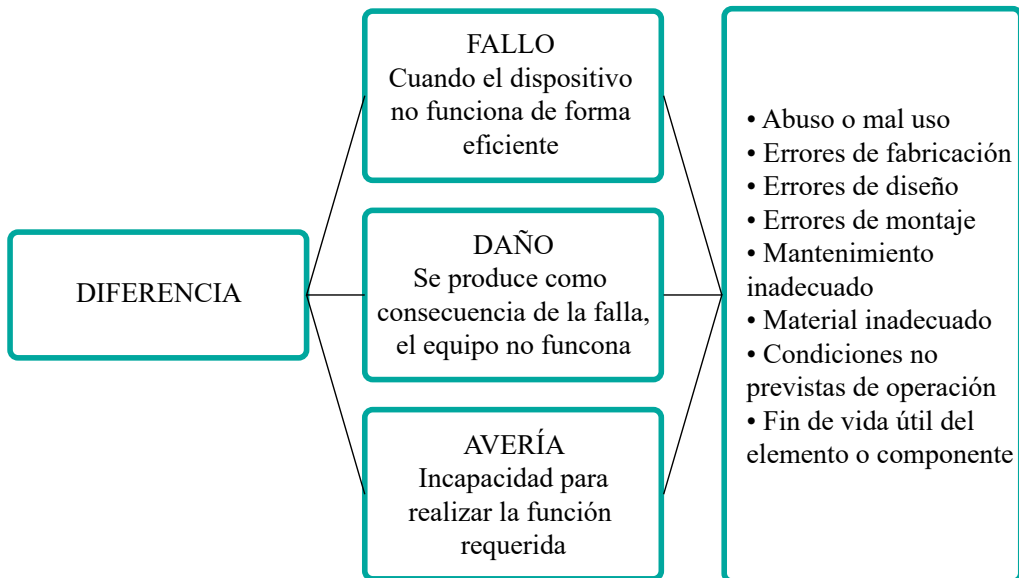 DIFERENCIA
FALLO
Cuando el dispositivo
no funciona de forma
eficiente
DAÑO
Se produce como
consecuencia de la falla,
el equipo no funcona
AVERÍA
Incapacidad para
realizar la función
requerida
• Abuso o mal uso
• Errores de fabricación
• Errores de diseño
• Errores de montaje
• Mantenimiento
inadecuado
• Material inadecuado
• Condiciones no
previstas de operación
• Fin de vida útil del
elemento o componente